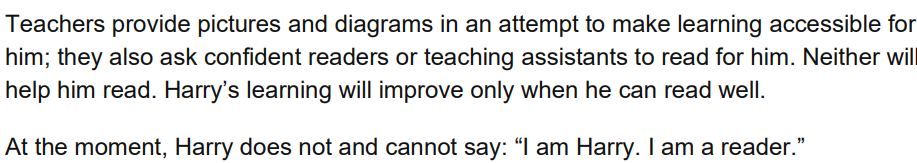 Teachers provide pictures and diagrams in an attempt to make learning accessible for
him; they also ask confident readers or teaching assistants to read for him. Neither will
help him read. Harry’s learning will improve only when he can read well.
At the moment, Harry does not and cannot say: “I am Harry. I am a reader.”